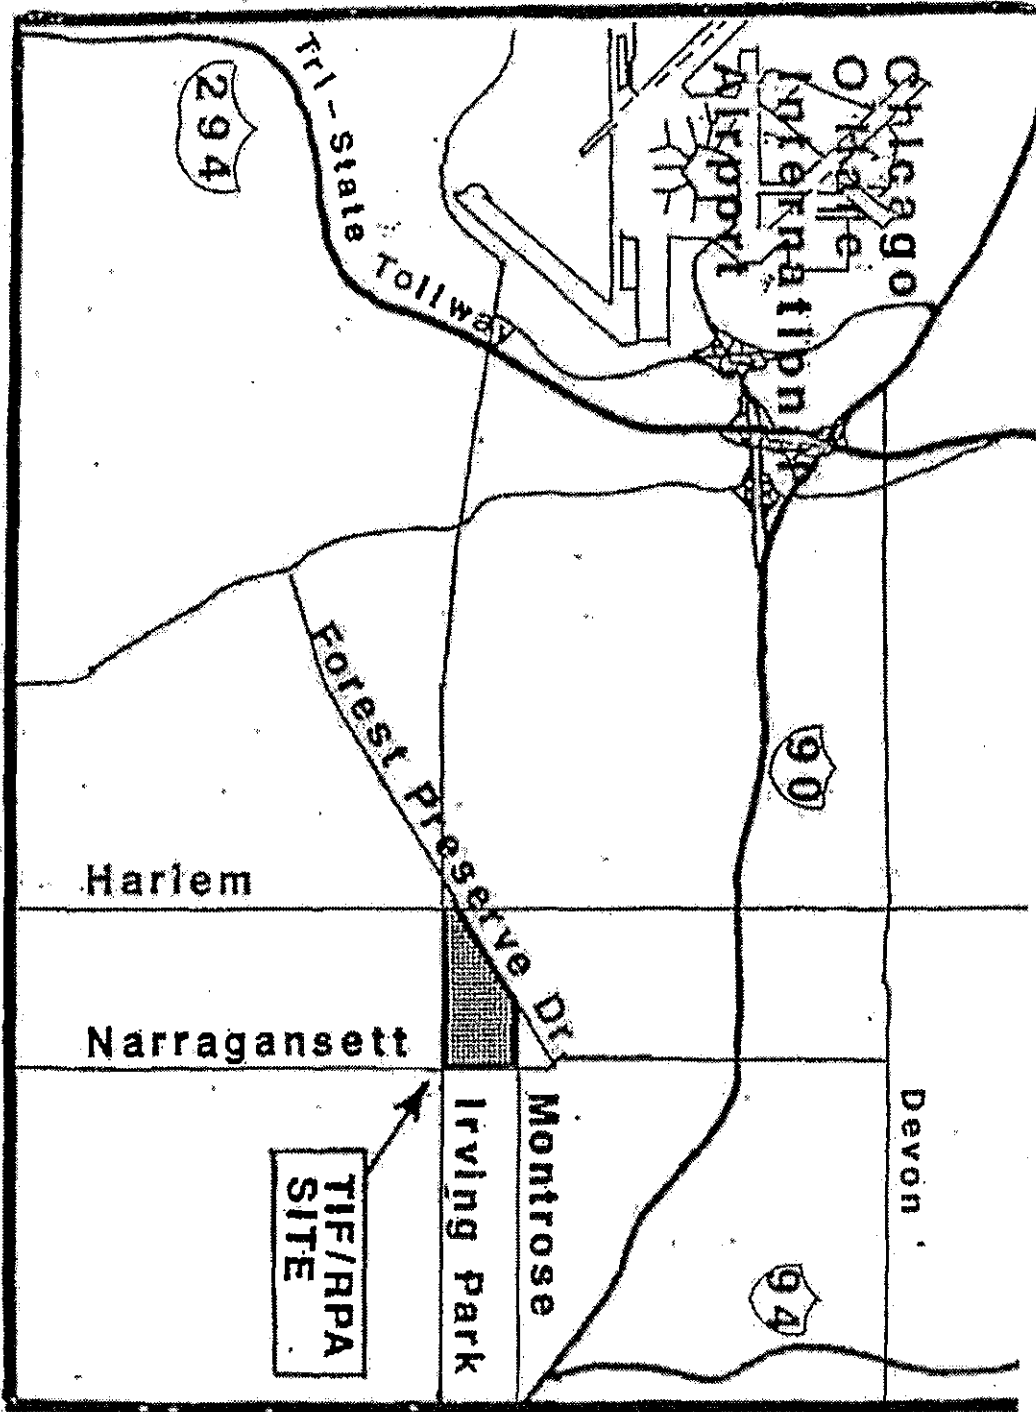 Chicago
O'Hare
International
Airport
Tri-State Tollway
294
90
94
Devon
Forest Preserve Dr
Harlem
Narragansett
Montrose
Irving Park
TIF/RPA
SITE